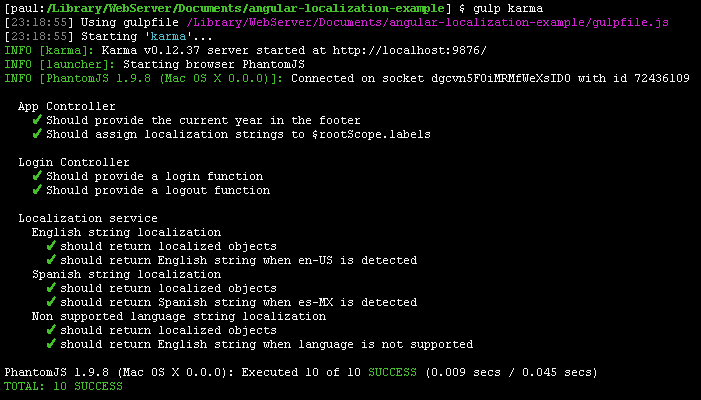 [paul:/Library/WebServer/Documents/angular-localization-example] $ gulp karma
[23:18:55] Using gulpfile /Library/WebServer/Documents/angular-localization-example/gulpfile.js
[23:18:55] Starting 'karma'...
INFO [karma]: Karma v0.12.37 server started at http://localhost:9876/
INFO [launcher]: Starting browser PhantomJS
INFO [PhantomJS 1.9.8 (Mac OS X 0.0.0)]: Connected on socket dgcvn5FOiMRMfWeXsID0 with id 72436109
App Controller
✔ Should provide the current year in the footer
✔ Should assign localization strings to $rootScope.labels
Login Controller
✔ Should provide a login function
✔ Should provide a logout function
Localization service
English string localization
✔ should return localized objects
✔ should return English string when en-US is detected
Spanish string localization
✔ should return localized objects
✔ should return Spanish string when es-MX is detected
Non supported language string localization
✔ should return localized objects
✔ should return English string when language is not supported
PhantomJS 1.9.8 (Mac OS X 0.0.0): Executed 10 of 10 SUCCESS (0.009 secs / 0.045 secs)
TOTAL: 10 SUCCESS